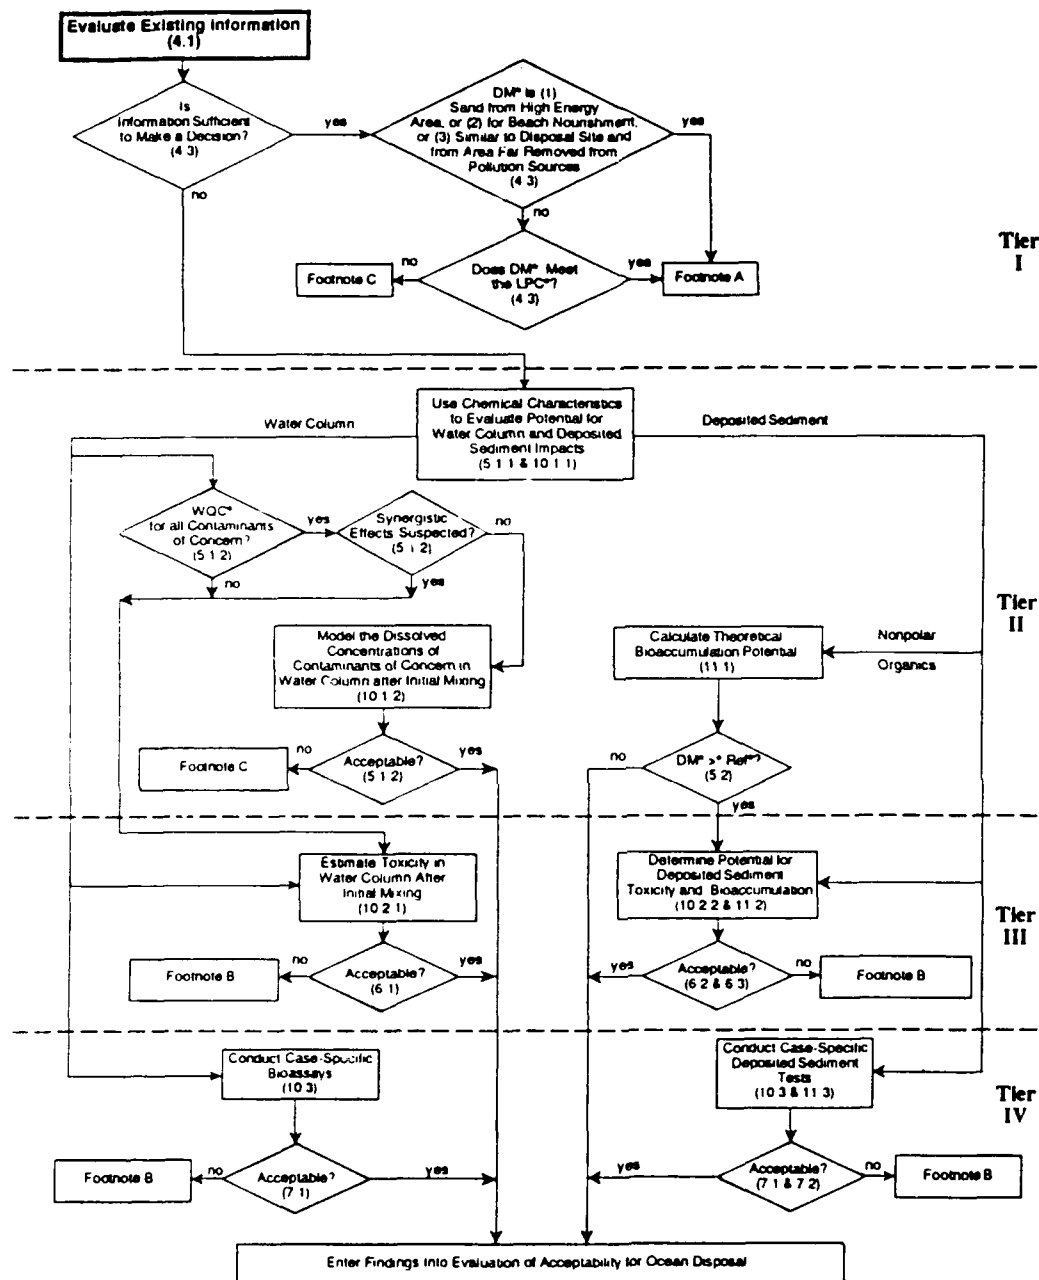 Evaluate Existing Information
(4.1)
Is
Information Sufficient
to Make a Decision?
(4 3)
yes
no
DM* is (1)
Sand from High Energy
Area, or (2) for Beach Nourishment,
or (3) Similar to Disposal Site and
from Area Far Removed from
Pollution Sources
(4 3)
yes
no
Does DM* Meet
the LPC*?
(4 3)
no
yes
Footnote C
Footnote A
Tier
I
Use Chemical Characteristics
to Evaluate Potential for
Water Column and Deposited
Sediment Impacts
(5 1 1 & 10 1 1)
Water Column
Deposited Sediment
WQC*
for all Contaminants
of Concern?
(5 1 2)
yes
no
Synergistic
Effects Suspected?
(5 1 2)
no
yes
Model the Dissolved
Concentrations of
Contaminants of Concern in
Water Column after Initial Mixing
(10 1 2)
Calculate Theoretical
Bioaccumulation Potential
(11 1)
Nonpolar
Organics
Tier
II
Footnote C
no
Acceptable?
(5 1 2)
yes
no
DM* >* Ref*?
(5 2)
yes
Estimate Toxicity in
Water Column After
Initial Mixing
(10 2 1)
Determine Potential for
Deposited Sediment
Toxicity and Bioaccumulation
(10 2 2 & 11 2)
Tier
III
Footnote B
no
Acceptable?
(6 1)
yes
yes
Acceptable?
(6 2 & 6 3)
no
Footnote B
Conduct Case-Specific
Bioassays
(10 3)
Conduct Case-Specific
Deposited Sediment
Tests
(10 3 & 11 3)
Tier
IV
Footnote B
no
Acceptable?
(7 1)
yes
yes
Acceptable?
(7 1 & 7 2)
no
Footnote B
Enter Findings into Evaluation of Acceptability for Ocean Disposal